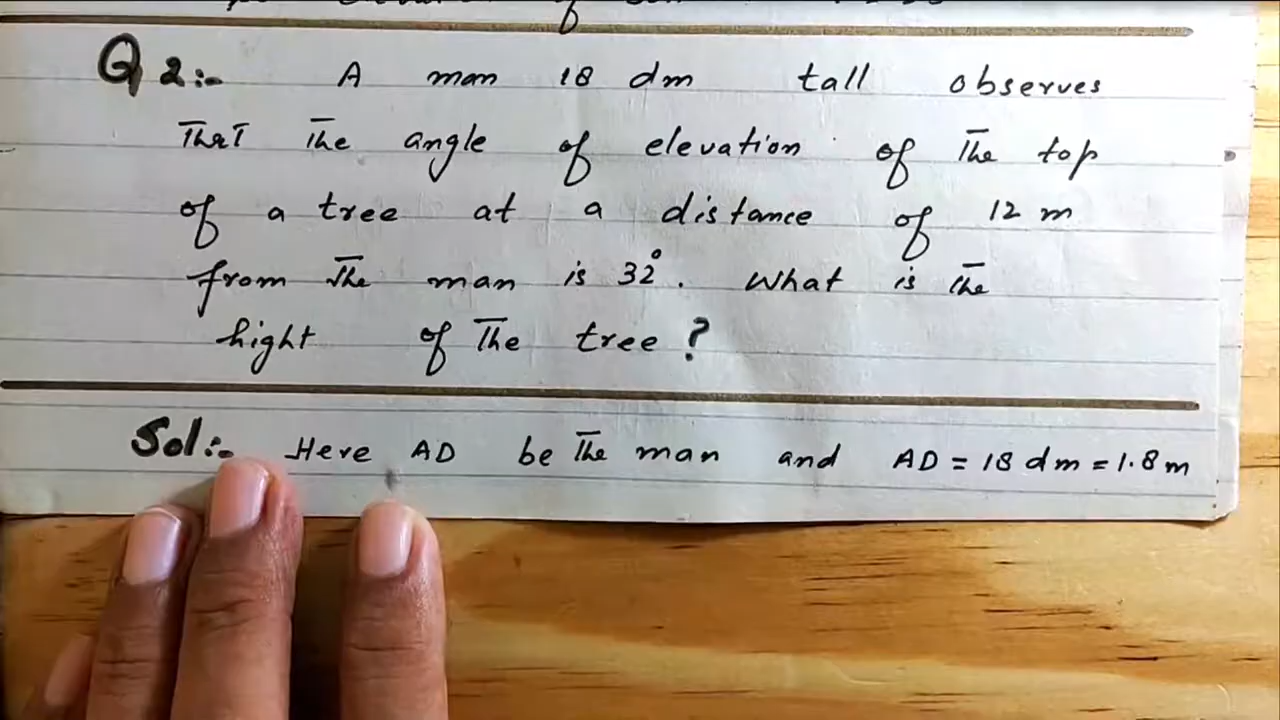 Q 2:- A man 18 dm tall observes
That the angle of elevation of the top
of a tree at a distance of 12 m
from the man is 32°. What is the
hight of the tree ?
Sol:- Here AD be the man and AD = 18 dm = 1.8 m